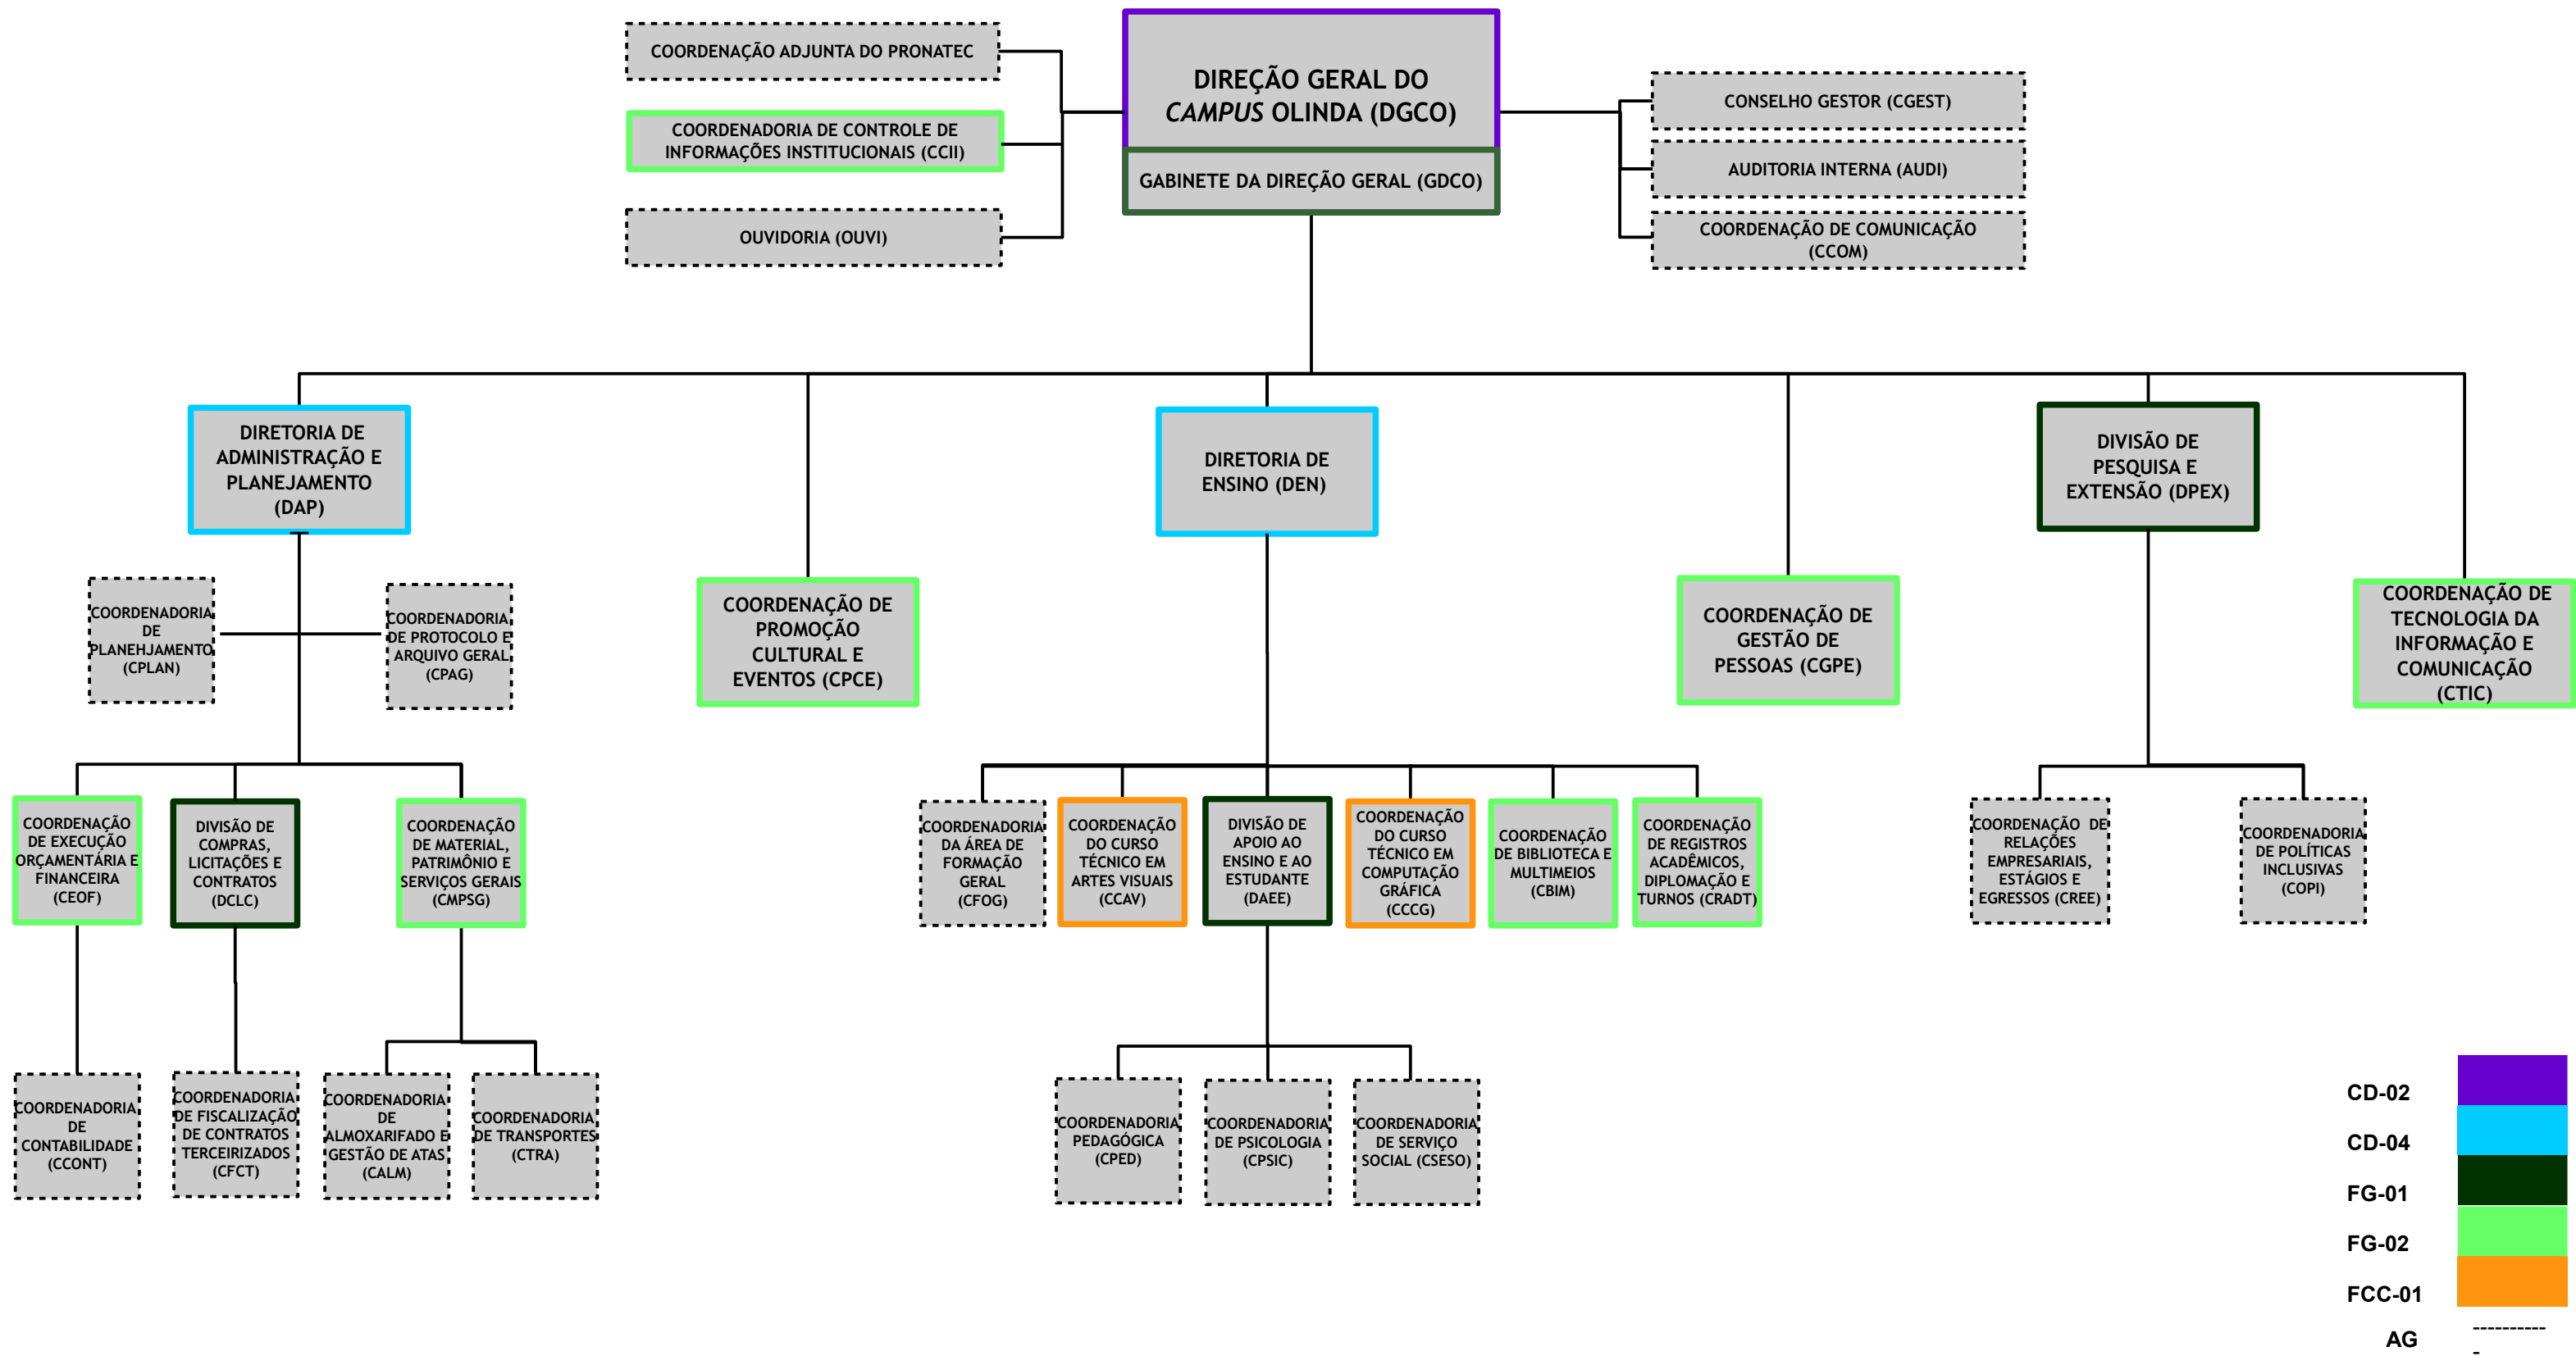 COORDENAÇÃO ADJUNTA DO PRONATEC
COORDENADORIA DE CONTROLE DE
INFORMAÇÕES INSTITUCIONAIS (CCII)
OUVIDORIA (OUVI)
DIREÇÃO GERAL DO
CAMPUS OLINDA (DGCO)
GABINETE DA DIREÇÃO GERAL (GDCO)
CONSELHO GESTOR (CGEST)
AUDITORIA INTERNA (AUDI)
COORDENAÇÃO DE COMUNICAÇÃO
(CCOM)
DIRETORIA DE
ADMINISTRAÇÃO E
PLANEJAMENTO
(DAP)
DIRETORIA DE
ENSINO (DEN)
DIVISÃO DE
PESQUISA E
EXTENSÃO (DPEX)
COORDENADORIA
DE
PLANEHJAMENTO
(CPLAN)
COORDENADORIA
DE PROTOCOLO E
ARQUIVO GERAL
(CPAG)
COORDENAÇÃO DE
PROMOÇÃO
CULTURAL E
EVENTOS (CPCE)
COORDENAÇÃO DE
GESTÃO DE
PESSOAS (CGPE)
COORDENAÇÃO DE
TECNOLOGIA DA
INFORMAÇÃO E
COMUNICAÇÃO
(CTIC)
COORDENAÇÃO
DE EXECUÇÃO
ORÇAMENTÁRIA E
FINANCEIRA
(CEOF)
DIVISÃO DE
COMPRAS,
LICITAÇÕES E
CONTRATOS
(DCLC)
COORDENAÇÃO
DE MATERIAL,
PATRIMÔNIO E
SERVIÇOS GERAIS
(CMPSG)
COORDENADORIA
DA ÁREA DE
FORMAÇÃO
GERAL
(CFOG)
COORDENAÇÃO
DO CURSO
TÉCNICO EM
ARTES VISUAIS
(CCAV)
DIVISÃO DE
APOIO AO
ENSINO E AO
ESTUDANTE
(DAEE)
COORDENAÇÃO
DO CURSO
TÉCNICO EM
COMPUTAÇÃO
GRÁFICA
(CCCG)
COORDENAÇÃO
DE BIBLIOTECA E
MULTIMEIOS
(CBIM)
COORDENAÇÃO
DE REGISTROS
ACADÊMICOS,
DIPLOMAÇÃO E
TURNOS (CRADT)
COORDENAÇÃO DE
RELAÇÕES
EMPRESARIAIS,
ESTÁGIOS E
EGRESSOS (CREE)
COORDENADORIA
DE POLÍTICAS
INCLUSIVAS
(COPI)
COORDENADORIA
DE
CONTABILIDADE
(CCONT)
COORDENADORIA
DE FISCALIZAÇÃO
DE CONTRATOS
TERCEIRIZADOS
(CFCT)
COORDENADORIA
DE
ALMOXARIFADO E
GESTÃO DE ATAS
(CALM)
COORDENADORIA
DE TRANSPORTES
(CTRA)
COORDENADORIA
PEDAGÓGICA
(CPED)
COORDENADORIA
DE PSICOLOGIA
(CPSIC)
COORDENADORIA
DE SERVIÇO
SOCIAL (CSESO)
CD-02
CD-04
FG-01
FG-02
FCC-01
AG